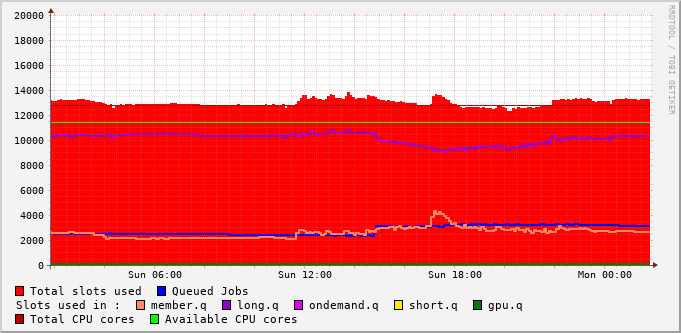 20000
18000
16000
14000
12000
10000
8000
6000
4000
2000
0
Sun 06:00 Sun 12:00 Sun 18:00 Mon 00:00
Total slots used Queued Jobs
Slots used in : member.q long.q ondemand.q short.q gpu.q
Total CPU cores Available CPU cores
RRDTOOL / TOBI OETIKER